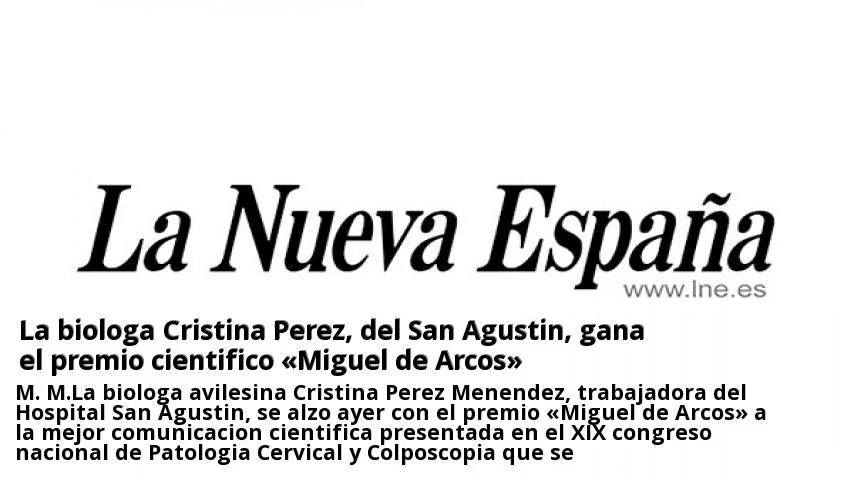 La Nueva España
www.lne.es
La biologa Cristina Perez, del San Agustin, gana
el premio cientifico «Miguel de Arcos»
M. M.La biologa avilesina Cristina Perez Menendez, trabajadora del
Hospital San Agustin, se alzo ayer con el premio «Miguel de Arcos» a
la mejor comunicacion cientifica presentada en el XIX congreso
nacional de Patologia Cervical y Colposcopia que se